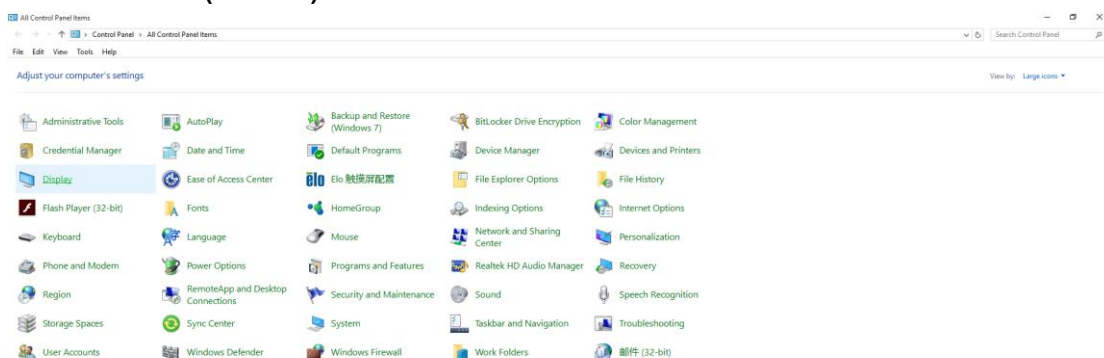 All Control Panel Items
Control Panel › All Control Panel Items
Search Control Panel
File Edit View Tools Help
Adjust your computer's settings
View by: Large icons
Administrative Tools
AutoPlay
Backup and Restore
(Windows 7)
BitLocker Drive Encryption
Color Management
Credential Manager
Date and Time
Default Programs
Device Manager
Devices and Printers
Display
Ease of Access Center
elo Elo 触摸屏配置
File Explorer Options
File History
Flash Player (32-bit)
Fonts
HomeGroup
Indexing Options
Internet Options
Keyboard
Language
Mouse
Network and Sharing
Center
Personalization
Phone and Modem
Power Options
Programs and Features
Realtek HD Audio Manager
Recovery
Region
RemoteApp and Desktop
Connections
Security and Maintenance
Sound
Speech Recognition
Storage Spaces
Sync Center
System
Taskbar and Navigation
Troubleshooting
User Accounts
Windows Defender
Windows Firewall
Work Folders
邮件 (32-bit)